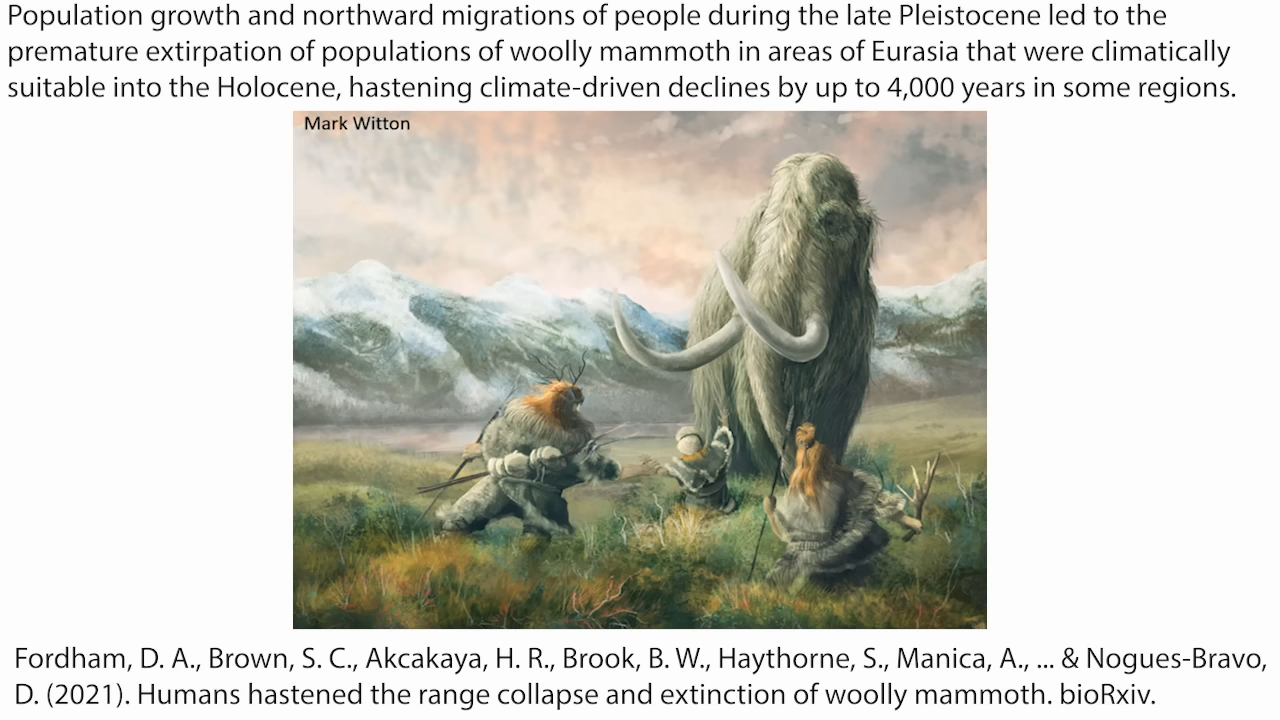 Population growth and northward migrations of people during the late Pleistocene led to the
premature extirpation of populations of woolly mammoth in areas of Eurasia that were climatically
suitable into the Holocene, hastening climate-driven declines by up to 4,000 years in some regions.
Mark Witton
Fordham, D. A., Brown, S. C., Akcakaya, H. R., Brook, B. W., Haythorne, S., Manica, A., ... & Nogues-Bravo,
D. (2021). Humans hastened the range collapse and extinction of woolly mammoth. bioRxiv.